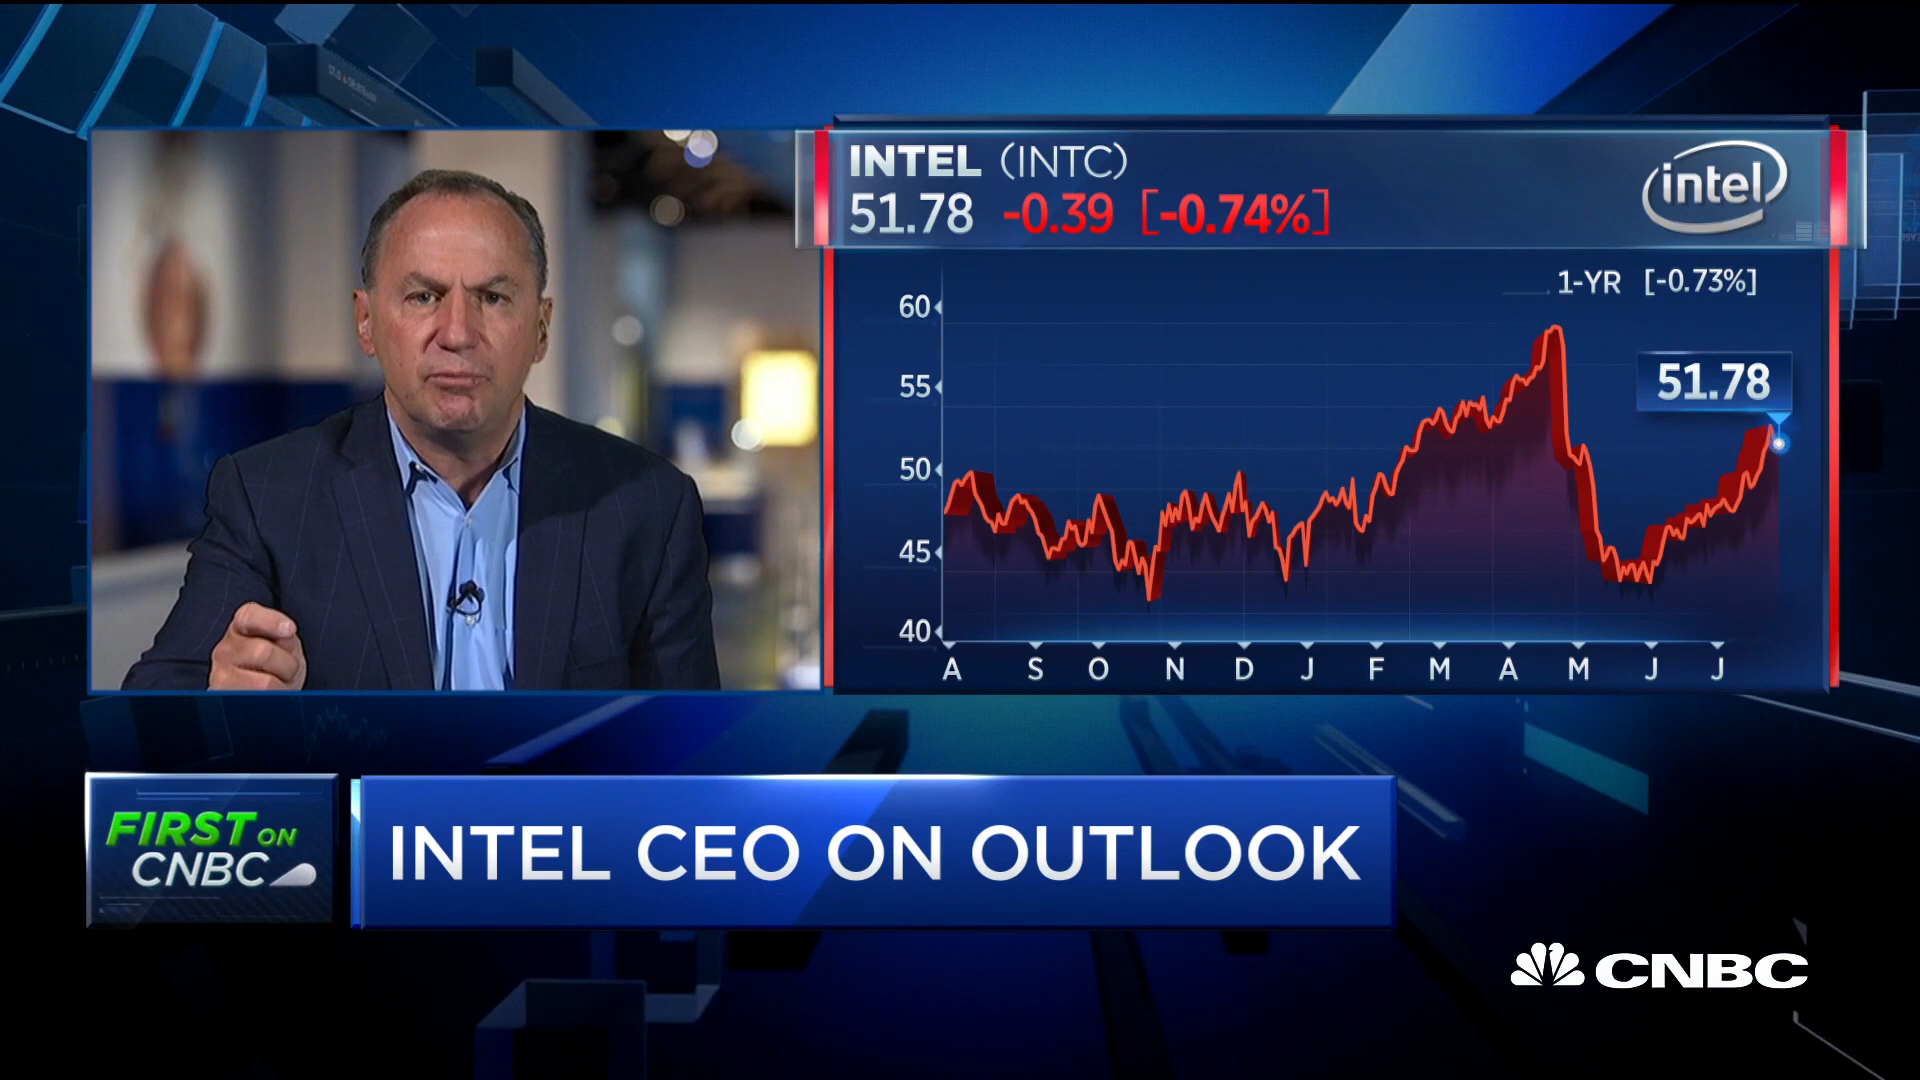 INTEL (INTC)
51.78 -0.39 [-0.74%]
intel
1-YR [-0.73%]
60
55
50
45
40
51.78
A S O N D J F M A M J J
FIRST ON
CNBC
INTEL CEO ON OUTLOOK
CNBC